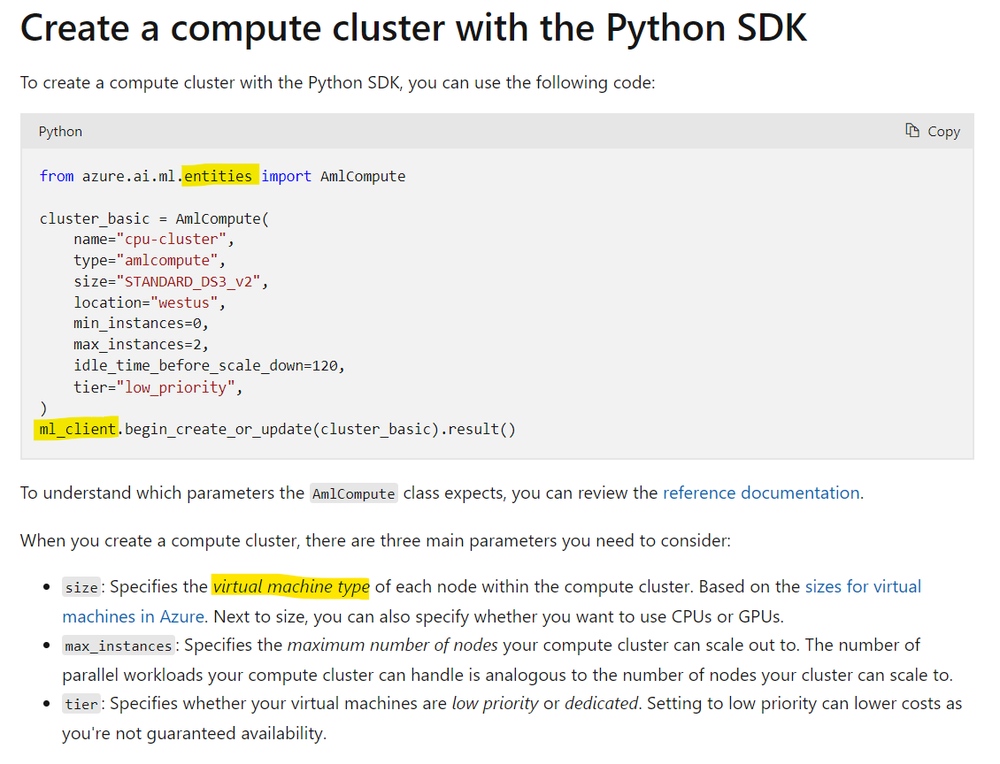 Create a compute cluster with the Python SDK
To create a compute cluster with the Python SDK, you can use the following code:
Python
Copy
from azure.ai.ml.entities import AmlCompute
cluster_basic = AmlCompute(
    name="cpu-cluster",
    type="amlcompute",
    size="STANDARD_DS3_v2",
    location="westus",
    min_instances=0,
    max_instances=2,
    idle_time_before_scale_down=120,
    tier="low_priority",
)
ml_client.begin_create_or_update(cluster_basic).result()
To understand which parameters the AmlCompute class expects, you can review the reference documentation.
When you create a compute cluster, there are three main parameters you need to consider:
• size: Specifies the virtual machine type of each node within the compute cluster. Based on the sizes for virtual
machines in Azure. Next to size, you can also specify whether you want to use CPUs or GPUs.
• max_instances: Specifies the maximum number of nodes your compute cluster can scale out to. The number of
parallel workloads your compute cluster can handle is analogous to the number of nodes your cluster can scale to.
• tier: Specifies whether your virtual machines are low priority or dedicated. Setting to low priority can lower costs as
you're not guaranteed availability.